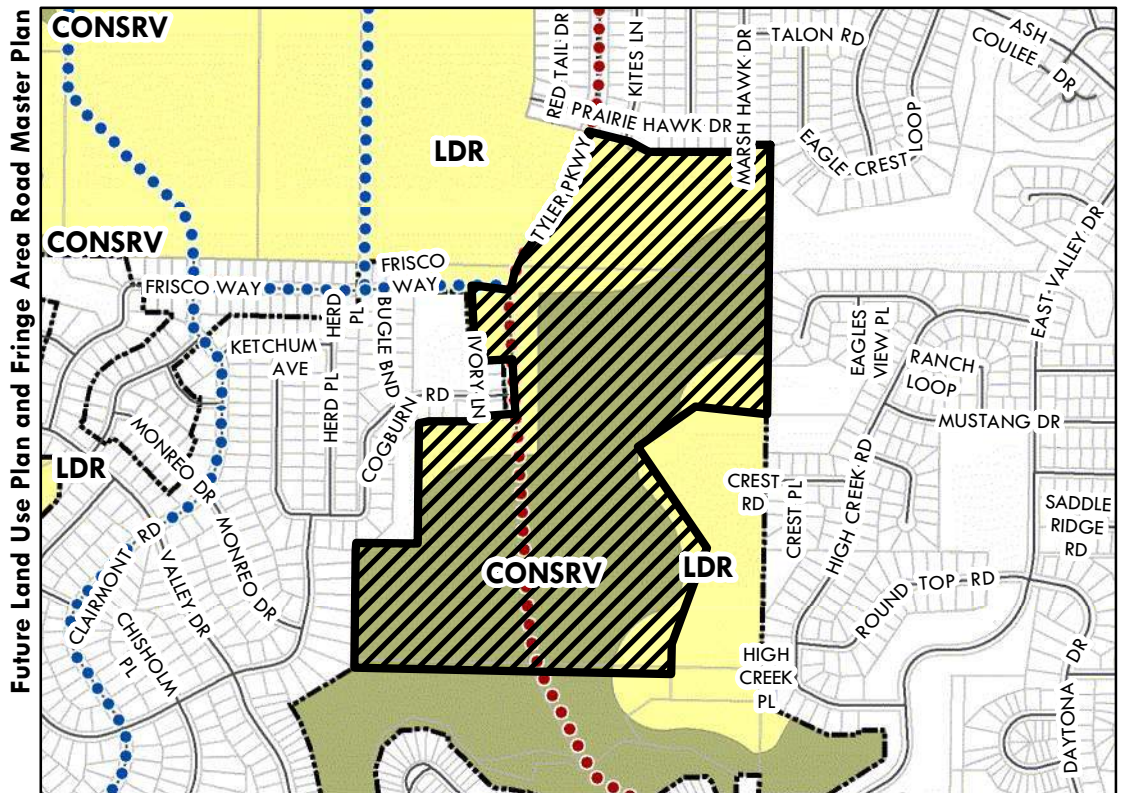 Future Land Use Plan and Fringe Area Road Master Plan
CONSRV
RED TAIL DR
KITES LN
MARSH HAWK DR
TALON RD
ASH
COULEE DR
PRAIRIE HAWK DR
EAGLE CREST LOOP
LDR
TYLER PKWY
CONSRV
FRISCO WAY
FRISCO
WAY
EAST VALLEY DR
HERD
PL
BUGLE BND
IVORY LN
KETCHUM
AVE
HERD PL
EAGLES
VIEW PL
RANCH
LOOP
COGBURN RD
MUSTANG DR
MONREO DR
LDR
HIGH CREEK RD
CREST
RD
CREST PL
SADDLE
RIDGE
RD
MONREO DR
CLAIRMONT RD
VALLEY DR
CONSRV
LDR
ROUND TOP RD
CHISHOLM
PL
HIGH
CREEK
PL
DAYTONA DR